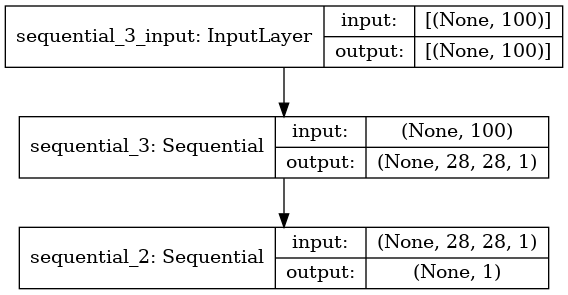 sequential_3_input: InputLayer
input:
[(None, 100)]
output:
[(None, 100)]
sequential_3: Sequential
input:
(None, 100)
output:
(None, 28, 28, 1)
sequential_2: Sequential
input:
(None, 28, 28, 1)
output:
(None, 1)